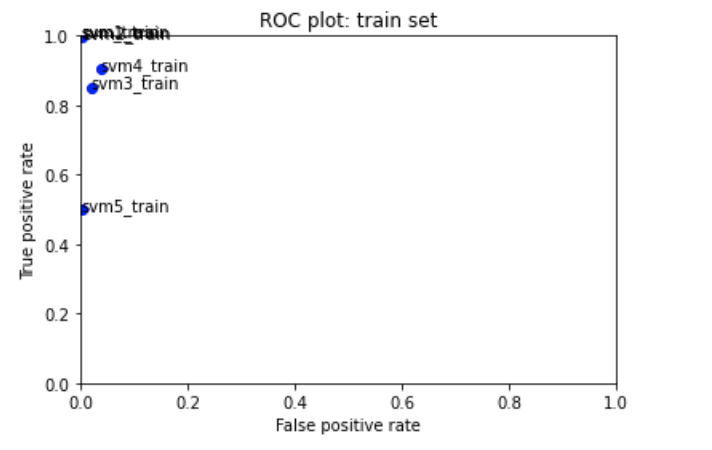 ROC plot: train set
1.0
svm4_train
svm3_train
0.8
0.6
svm5_train
0.4
0.2
0.0
0.0 0.2 0.4 0.6 0.8 1.0
True positive rate
False positive rate